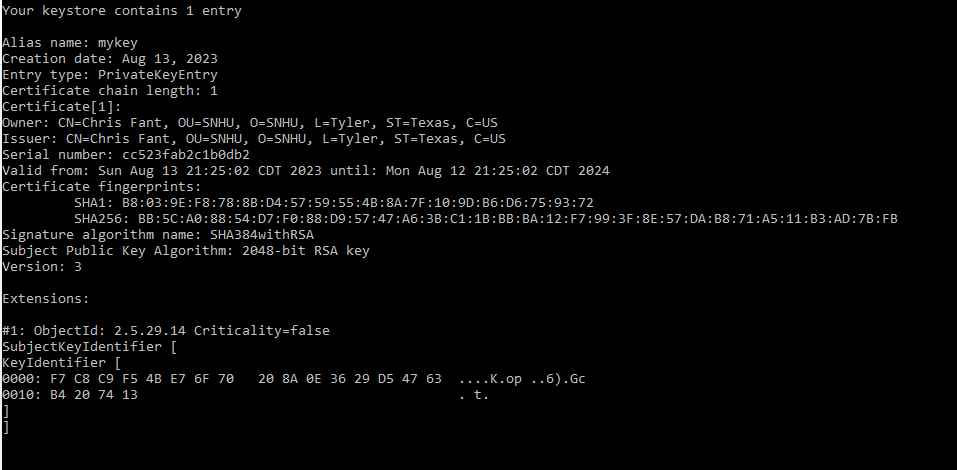 Your keystore contains 1 entry
Alias name: mykey
Creation date: Aug 13, 2023
Entry type: PrivateKeyEntry
Certificate chain length: 1
Certificate[1]:
Owner: CN=Chris Fant, OU=SNHU, O=SNHU, L=Tyler, ST=Texas, C=US
Issuer: CN=Chris Fant, OU=SNHU, O=SNHU, L=Tyler, ST=Texas, C=US
Serial number: cc523fab2c1b0db2
Valid from: Sun Aug 13 21:25:02 CDT 2023 until: Mon Aug 12 21:25:02 CDT 2024
Certificate fingerprints:
SHA1: B8:03:9E:F8:78:8B:D4:57:59:55:4B:8A:7F:10:9D:B6:D6:75:93:72
SHA256: BB:5C:A0:88:54:D7:F0:88:D9:57:47:A6:3B:C1:1B:BB:BA:12:F7:99:3F:8E:57:DA:B8:71:A5:11:B3:AD:7B:FB
Signature algorithm name: SHA384withRSA
Subject Public Key Algorithm: 2048-bit RSA key
Version: 3
Extensions:
#1: ObjectId: 2.5.29.14 Criticality=false
SubjectKeyIdentifier [
KeyIdentifier [
0000: F7 C8 C9 F5 4B E7 6F 70   20 8A 0E 36 29 D5 47 63  ....K.op ..6).Gc
0010: B4 20 74 13                                        . t.
]
]